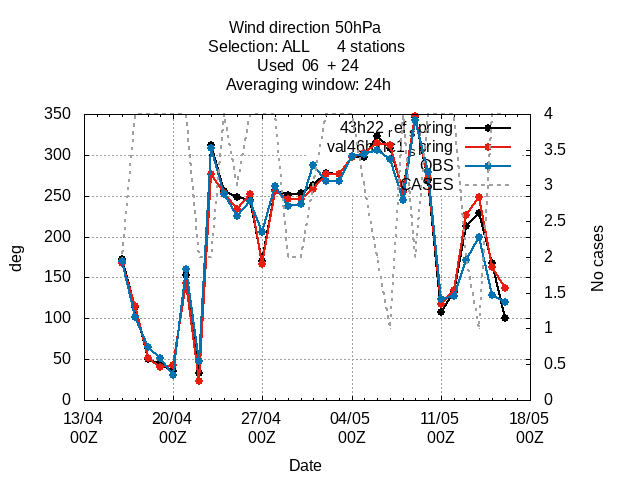 Wind direction 50hPa
Selection: ALL 4 stations
Used 06 + 24
Averaging window: 24h
350
300
250
200
150
100
50
0
4
3.5
3
2.5
2
1.5
1
0.5
0
deg
No cases
OBS
CASES
13/04 20/04 27/04 04/05 11/05 18/05
00Z 00Z 00Z 00Z 00Z 00Z
Date